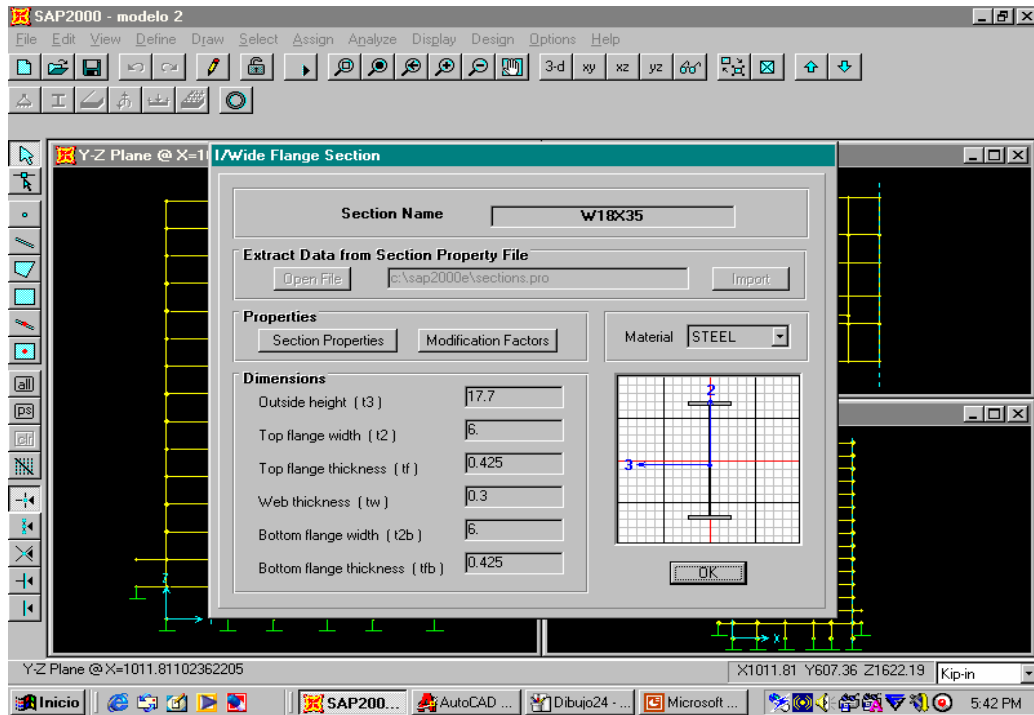 SAP2000 - modelo 2
File Edit View Define Draw Select Assign Analyze Display Design Options Help
3-d xy xz yz
Y-Z Plane @ X=1
I/Wide Flange Section
Section Name W18X35
Extract Data from Section Property File
Open File c:\sap2000e\sections.pro Import
Properties
Section Properties Modification Factors Material STEEL
Dimensions
Outside height ( t3 ) 17.7
Top flange width ( t2 ) 6.
Top flange thickness ( tf ) 0.425
Web thickness ( tw ) 0.3
Bottom flange width ( t2b ) 6.
Bottom flange thickness ( tfb ) 0.425
2
3
OK
all
ps
clr
Z
X
Y-Z Plane @ X=1011.81102362205 X1011.81 Y607.36 Z1622.19 Kip-in
Inicio SAP200... AutoCAD ... Dibujo24 - ... Microsoft ... 5:42 PM